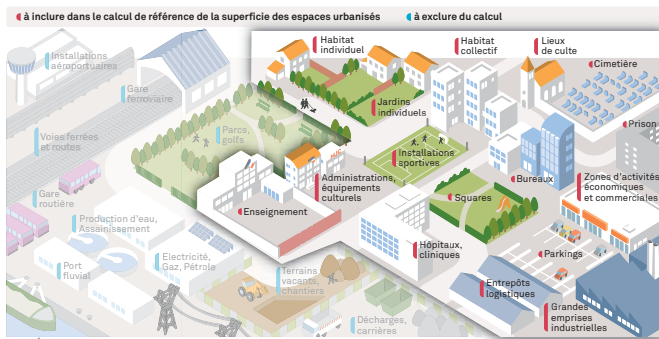 à inclure dans le calcul de référence de la superficie des espaces urbanisés
à exclure du calcul
Installations
aéroportuaires
Gare
ferroviaire
Voies ferrées
et routes
Parcs,
golfs
Gare
routière
Production d'eau,
Assainissement
Port
fluvial
Electricité,
Gaz, Pétrole
Terrains
vacants,
chantiers
Décharges,
carrières
Habitat
individuel
Habitat
collectif
Lieux
de culte
Cimetière
Jardins
individuels
Prison
Installations
sportives
Administrations,
équipements
culturels
Bureaux
Zones d'activités
économiques
et commerciales
Squares
Enseignement
Hôpitaux,
cliniques
Parkings
Entrepôts
logistiques
Grandes
emprises
industrielles